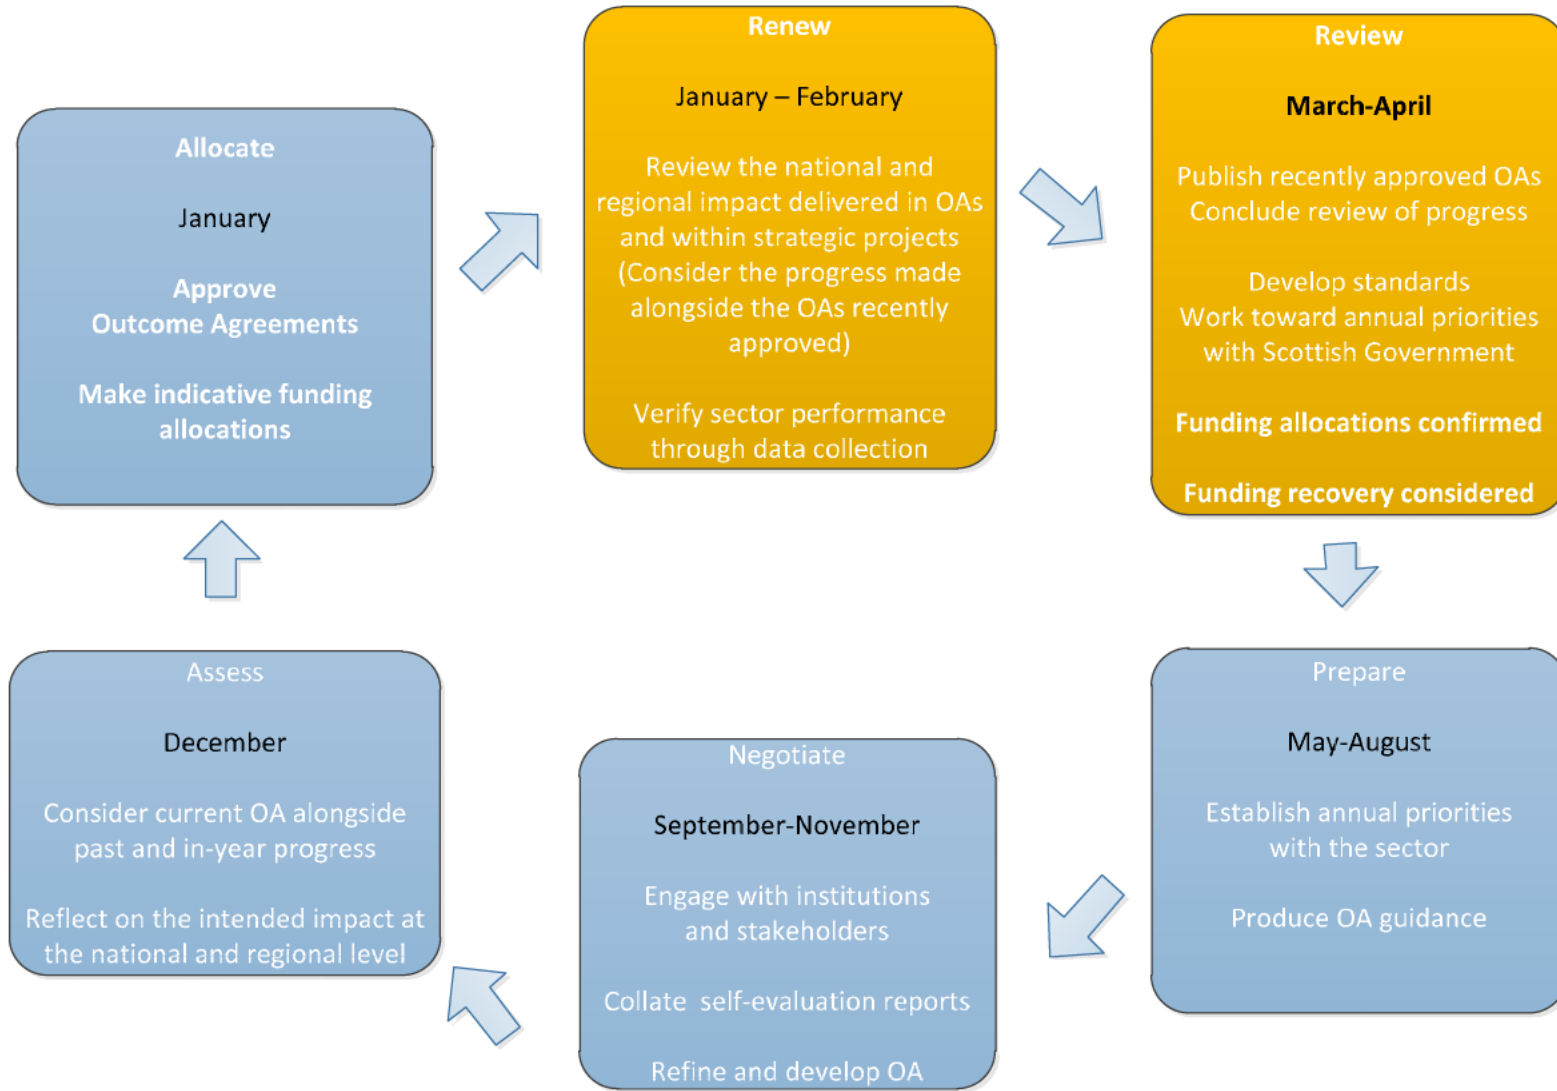 Allocate
January
Approve
Outcome Agreements
Make indicative funding
allocations
Renew
January – February
Review the national and
regional impact delivered in OAs
and within strategic projects
(Consider the progress made
alongside the OAs recently
approved)
Verify sector performance
through data collection
Review
March-April
Publish recently approved OAs
Conclude review of progress
Develop standards
Work toward annual priorities
with Scottish Government
Funding allocations confirmed
Funding recovery considered
Prepare
May-August
Establish annual priorities
with the sector
Produce OA guidance
Negotiate
September-November
Engage with institutions
and stakeholders
Collate self-evaluation reports
Refine and develop OA
Assess
December
Consider current OA alongside
past and in-year progress
Reflect on the intended impact at
the national and regional level